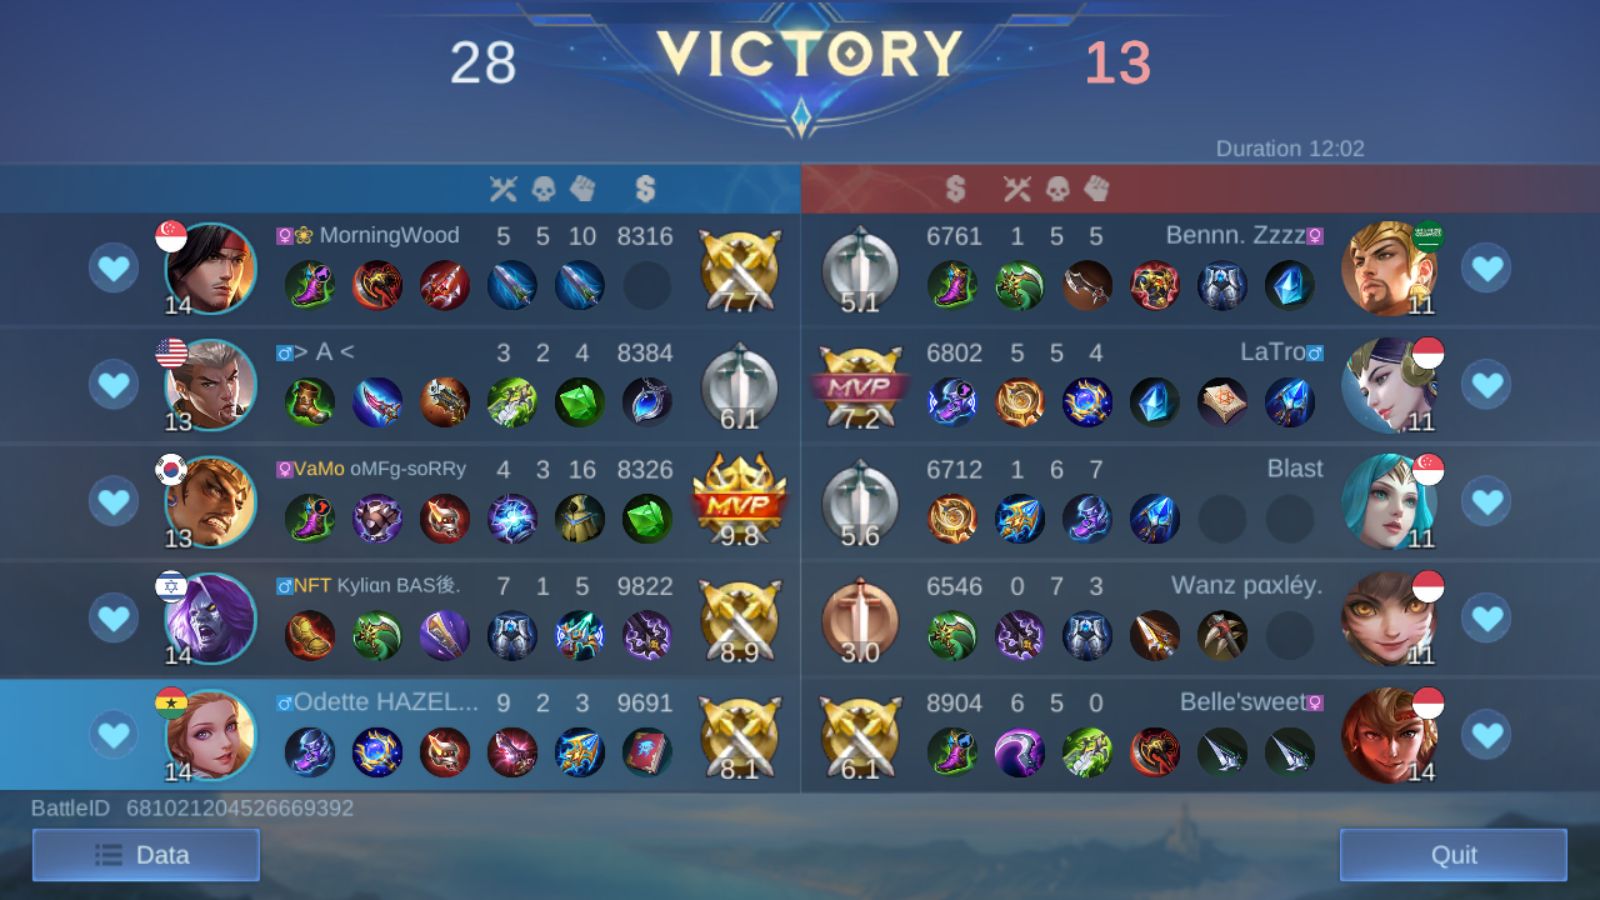 28 VICTORY 13
Duration 12:02
MorningWood 5 5 10 8316
14 7.7
6761 1 5 5 Bennn. Zzzz
5.1 11
> A < 3 2 4 8384
13 6.1
6802 5 5 4 LaTro
MVP 7.2 11
VaMo oMFg-soRRy 4 3 16 8326
13 MVP 9.8
6712 1 6 7 Blast
5.6 11
NFT Kyliαn BAS後. 7 1 5 9822
14 8.9
6546 0 7 3 Wanz pαxléy.
3.0 11
Odette HAZEL... 9 2 3 9691
14 8.1
8904 6 5 0 Belle'sweet
6.1 14
BattleID 681021204526669392
Data
Quit